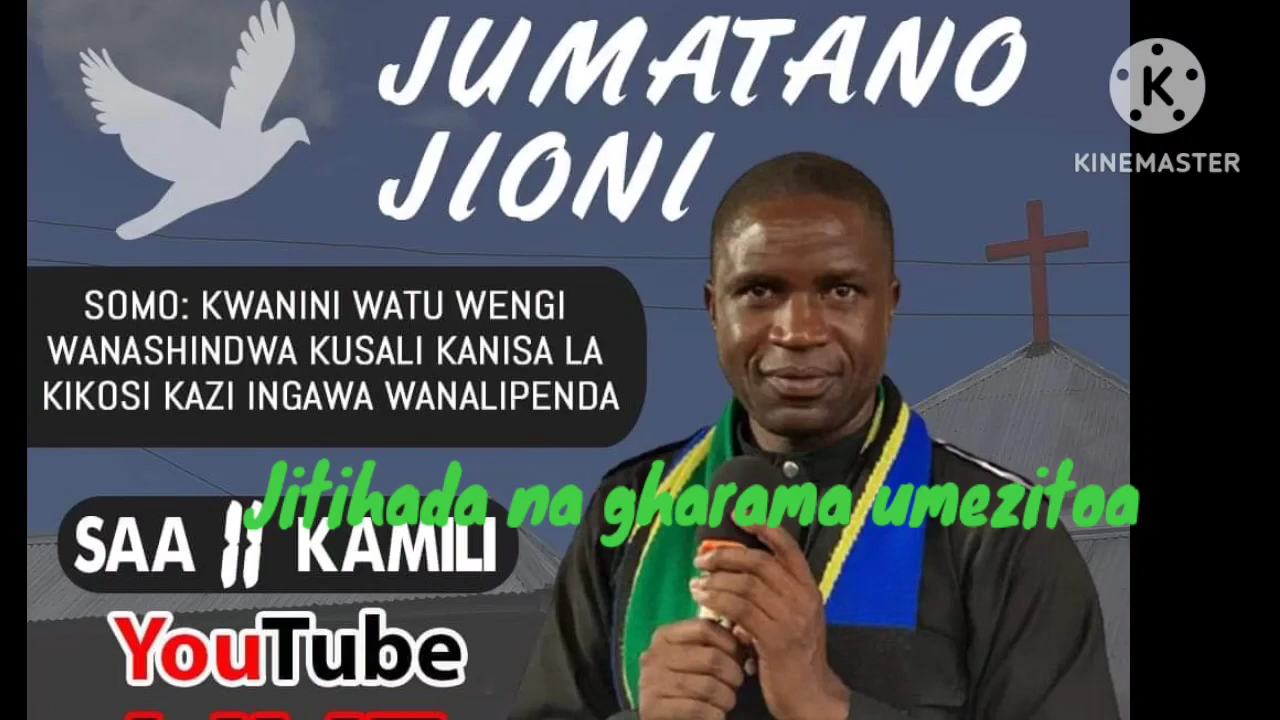 JUMATANO
JIONI
KINEMASTER
SOMO: KWANINI WATU WENGI
WANASHINDWA KUSALI KANISA LA
KIKOSI KAZI INGAWA WANALIPENDA
Jitihada na gharama umezitoa
SAA 11 KAMILI
YouTube